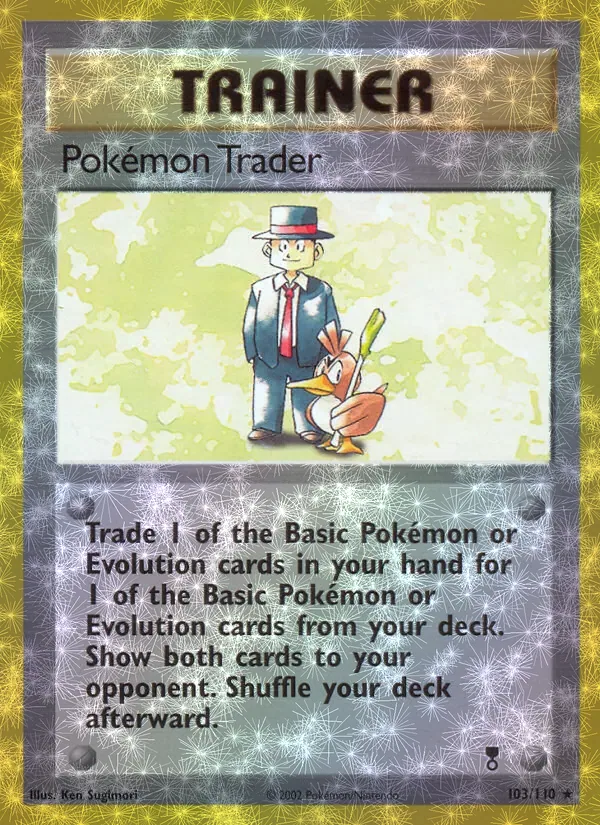 TRAINER
Pokémon Trader
Trade 1 of the Basic Pokémon or
Evolution cards in your hand for
1 of the Basic Pokémon or
Evolution cards from your deck.
Show both cards to your
opponent. Shuffle your deck
afterward.
Illus. Ken Sugimori © 2002 Pokémon/Nintendo 103/110 ★